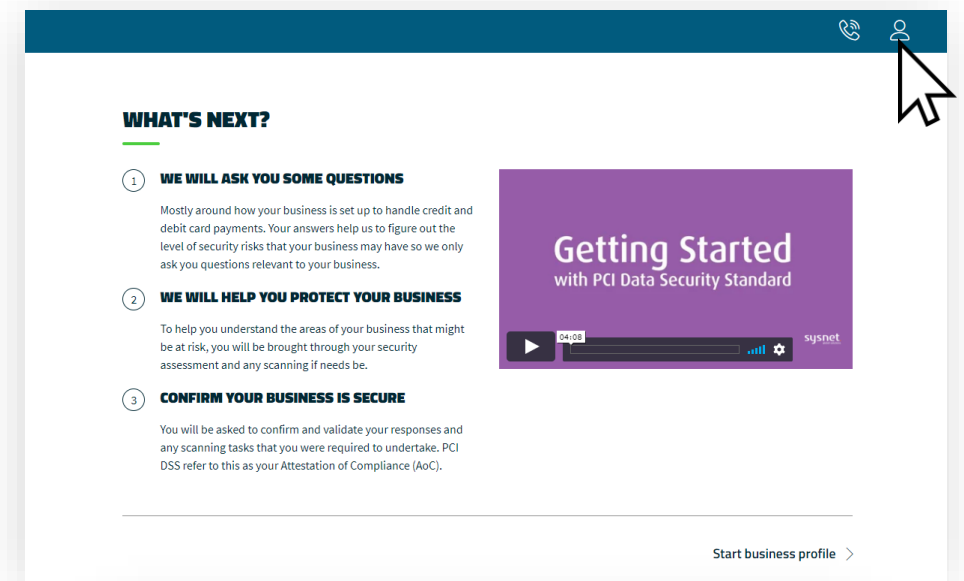 WHAT'S NEXT?
1
WE WILL ASK YOU SOME QUESTIONS
Mostly around how your business is set up to handle credit and
debit card payments. Your answers help us to figure out the
level of security risks that your business may have so we only
ask you questions relevant to your business.
2
WE WILL HELP YOU PROTECT YOUR BUSINESS
To help you understand the areas of your business that might
be at risk, you will be brought through your security
assessment and any scanning if needs be.
3
CONFIRM YOUR BUSINESS IS SECURE
You will be asked to confirm and validate your responses and
any scanning tasks that you were required to undertake. PCI
DSS refer to this as your Attestation of Compliance (AoC).
Getting Started
with PCI Data Security Standard
04:08
sysnet
Start business profile